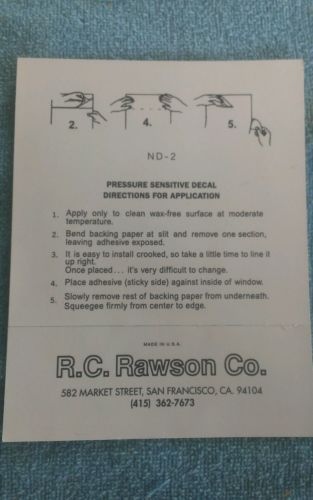 2.
4.
5.
ND-2
PRESSURE SENSITIVE DECAL
DIRECTIONS FOR APPLICATION
1. Apply only to clean wax-free surface at moderate
temperature.
2. Bend backing paper at slit and remove one section,
leaving adhesive exposed.
3. It is easy to install crooked, so take a little time to line it
up right.
Once placed... it's very difficult to change.
4. Place adhesive (sticky side) against inside of window.
5. Slowly remove rest of backing paper from underneath.
Squeegee firmly from center to edge.
MADE IN U.S.A.
R.C. Rawson Co.
582 MARKET STREET, SAN FRANCISCO, CA. 94104
(415) 362-7673